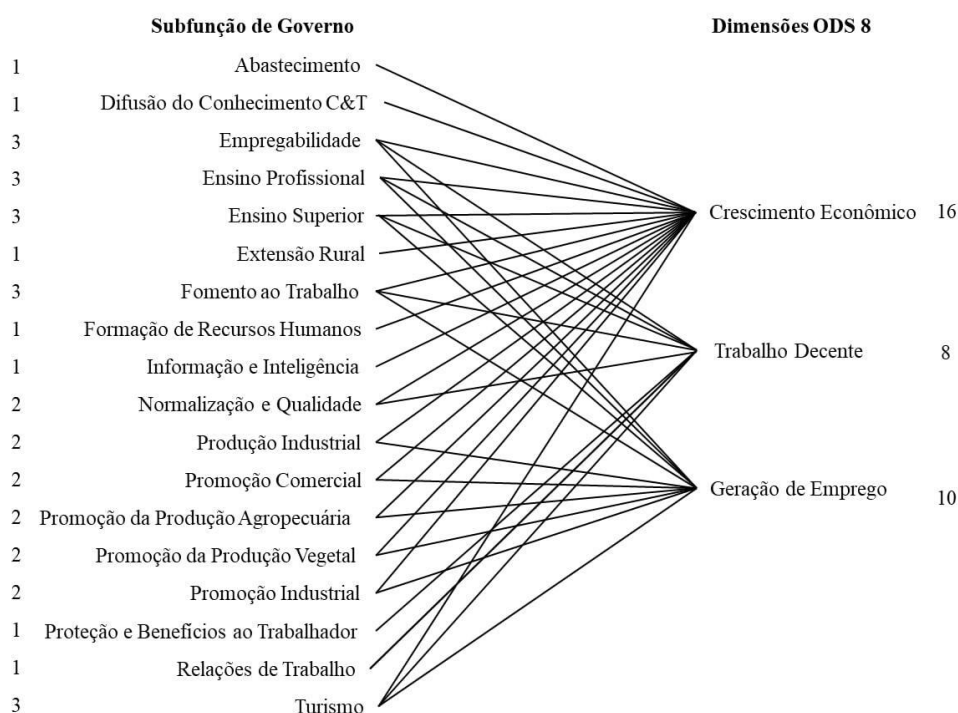 Subfunção de Governo Dimensões ODS 8
1 Abastecimento
1 Difusão do Conhecimento C&T
3 Empregabilidade
3 Ensino Profissional
3 Ensino Superior Crescimento Econômico 16
1 Extensão Rural
3 Fomento ao Trabalho
1 Formação de Recursos Humanos
1 Informação e Inteligência Trabalho Decente 8
2 Normalização e Qualidade
2 Produção Industrial
2 Promoção Comercial Geração de Emprego 10
2 Promoção da Produção Agropecuária
2 Promoção da Produção Vegetal
2 Promoção Industrial
1 Proteção e Benefícios ao Trabalhador
1 Relações de Trabalho
3 Turismo